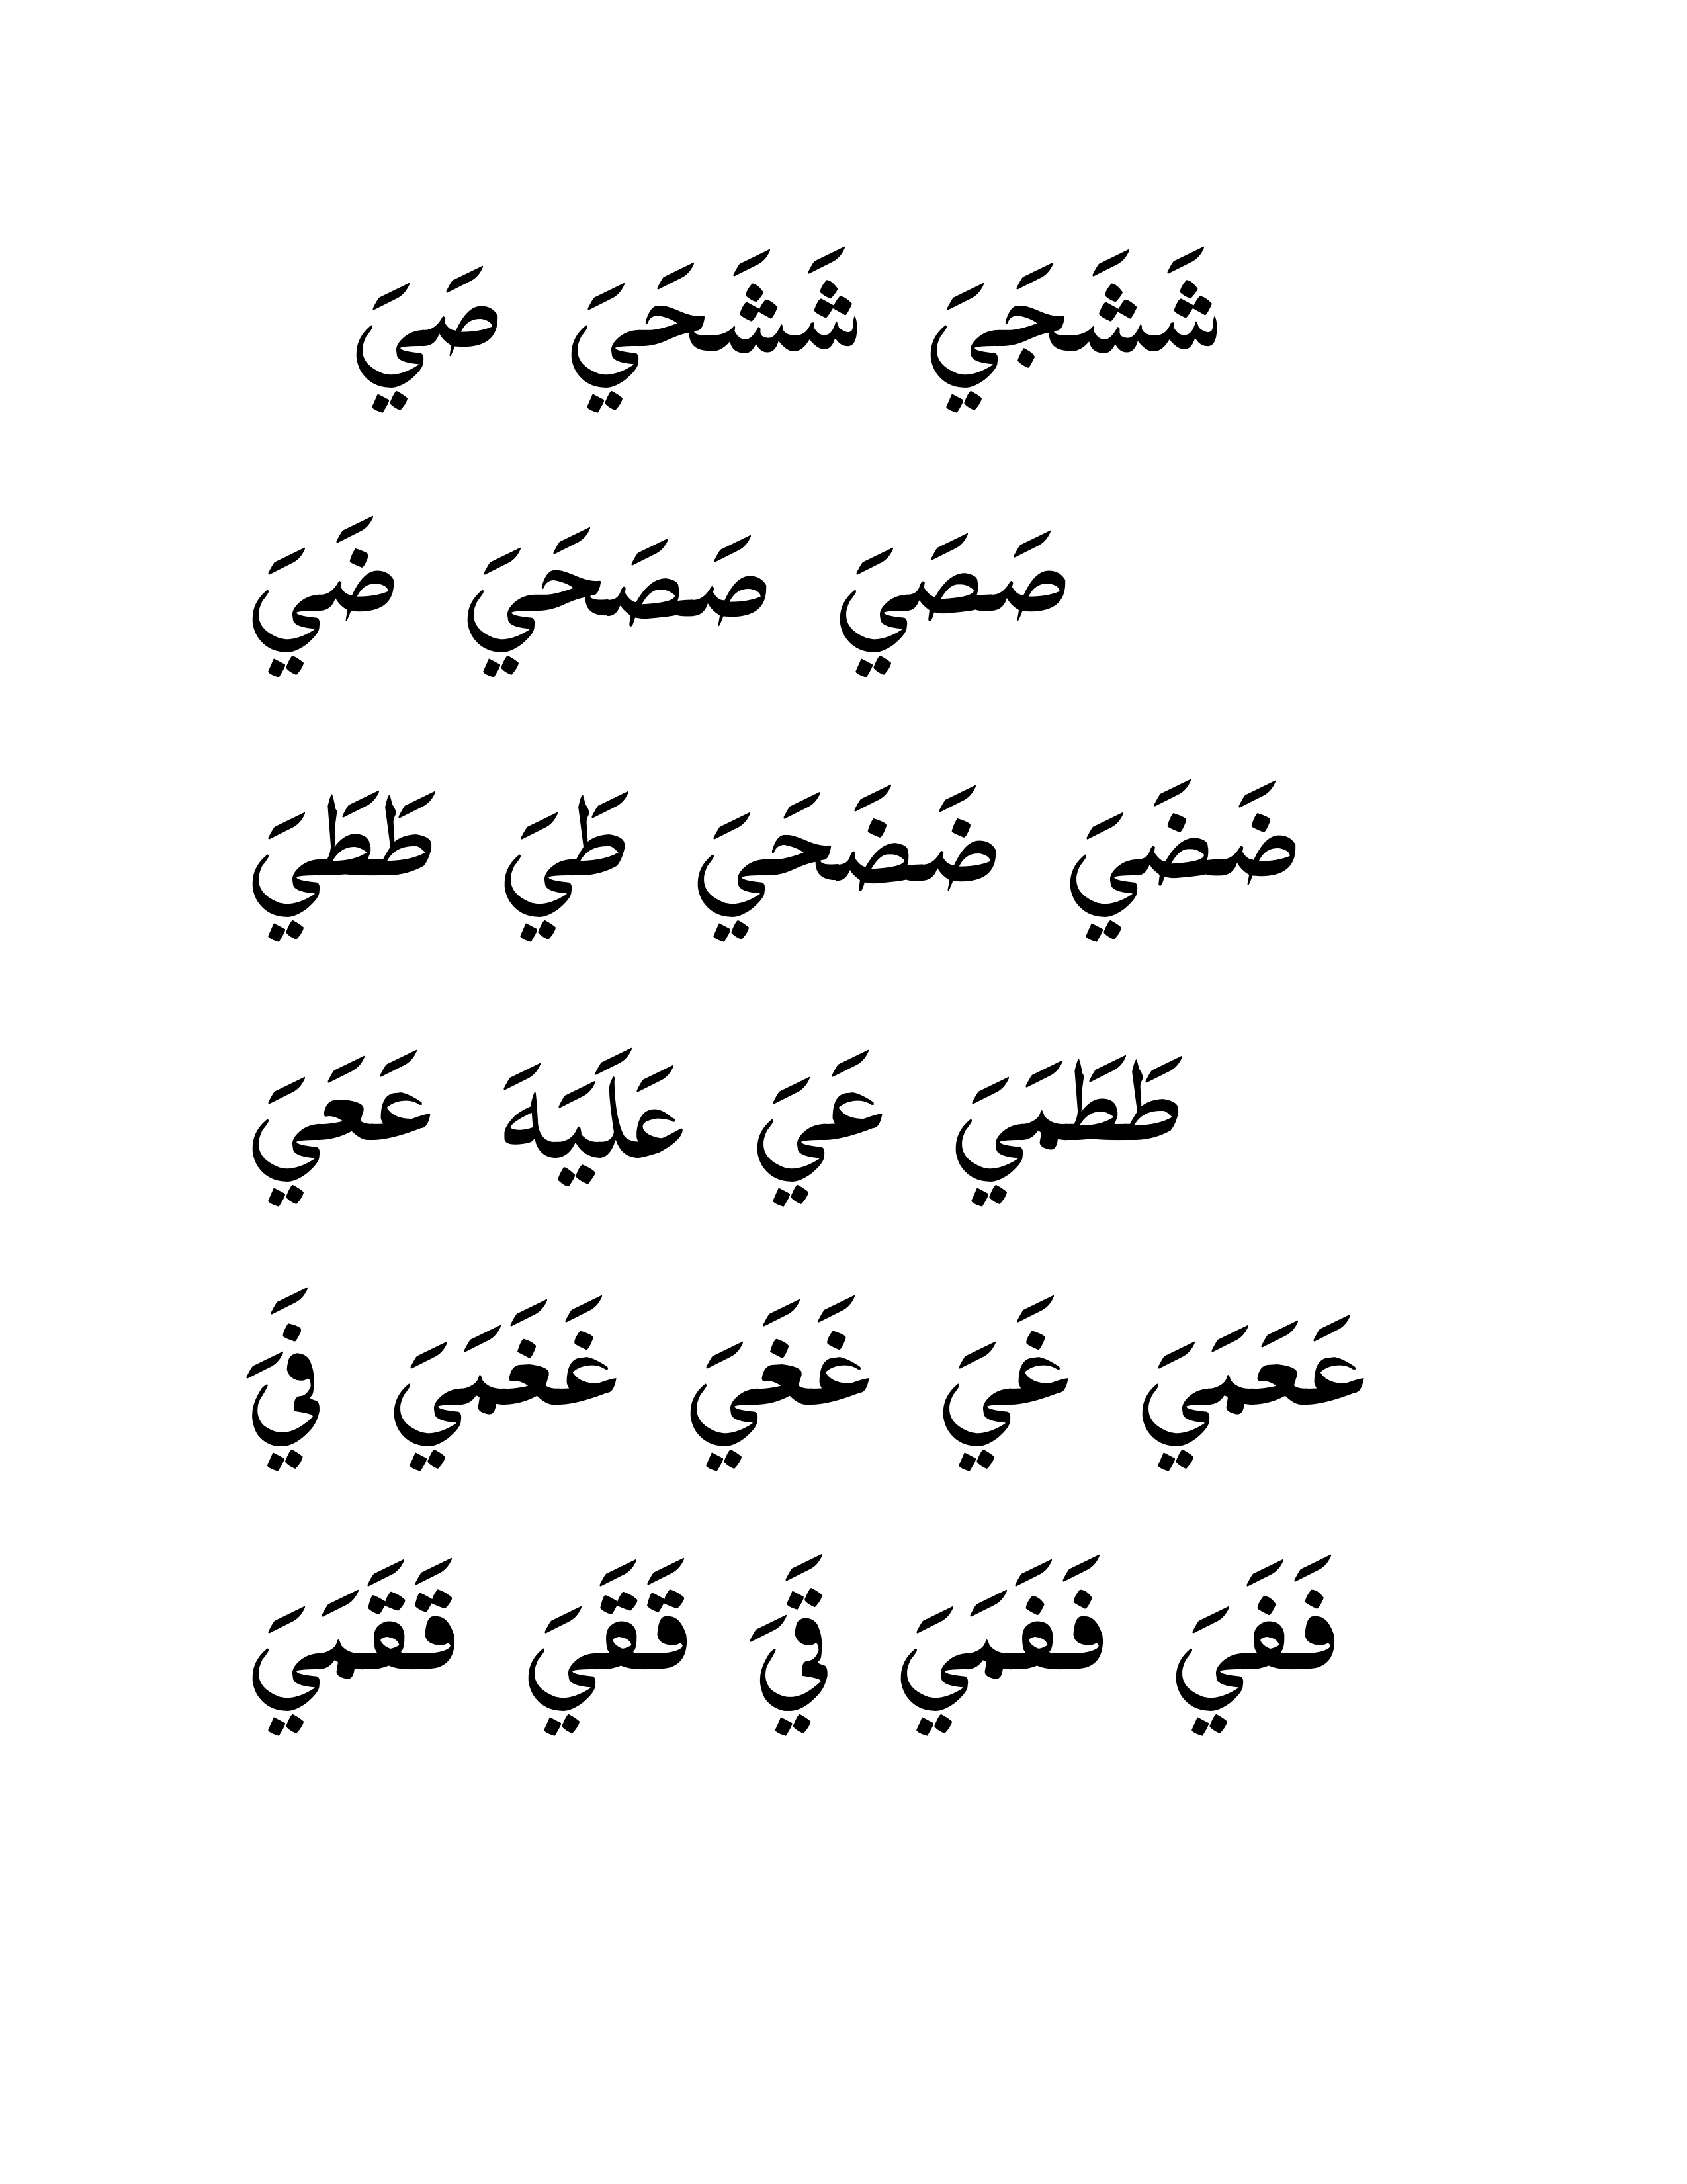 شَشَجَيَ شَشَحَيَ صَيَ
صَصَيَ صَصَحَيَ ضَيَ
ضَضَيَ ضَضَحَيَ طَيَ طَطَيَ
طَطَمَيَ عَيَ عَلَيَهَ عَعَيَ
عَعَمَيَ غَيَ غَغَيَ غَغَمَيَ فَيَ
فَفَيَ فَفَمَيَ قَيَ قَقَيَ قَقَمَيَ